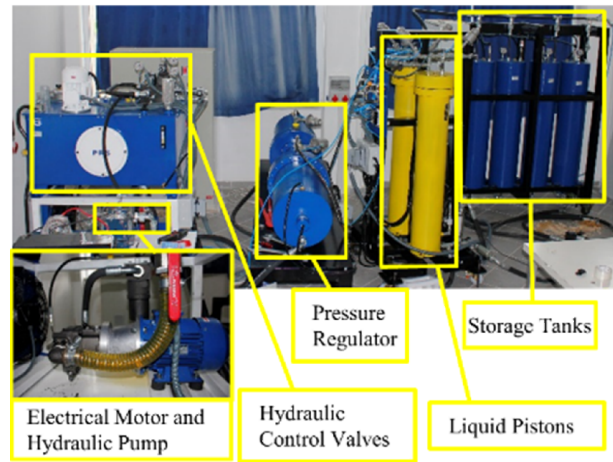 Pressure
Regulator
Storage Tanks
Electrical Motor and
Hydraulic Pump
Hydraulic
Control Valves
Liquid Pistons